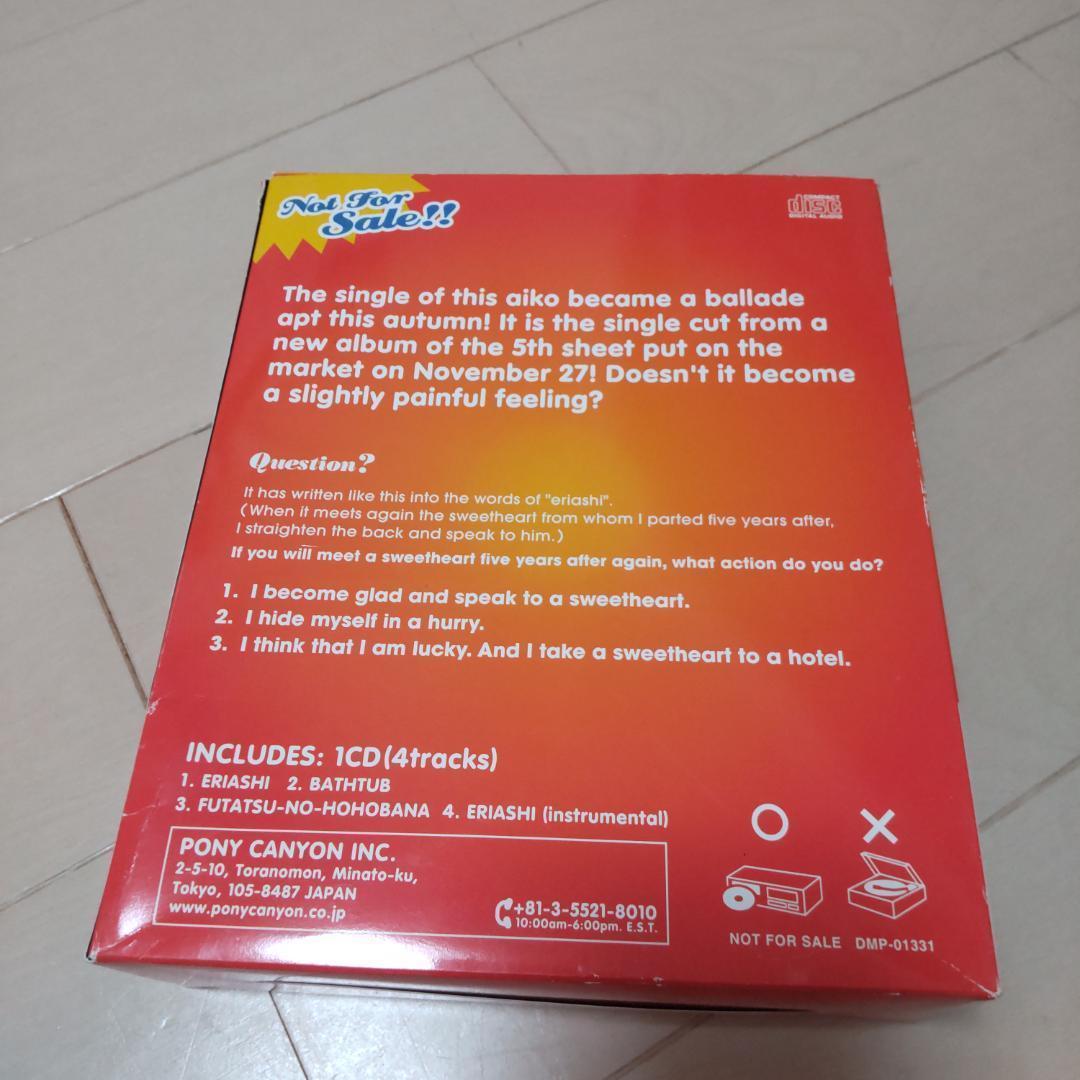 Not For
Sale!!
COMPACT
disc
DIGITAL AUDIO
The single of this aiko became a ballade
apt this autumn! It is the single cut from a
new album of the 5th sheet put on the
market on November 27! Doesn't it become
a slightly painful feeling?
Question?
It has written like this into the words of "eriashi".
(When it meets again the sweetheart from whom I parted five years after,
I straighten the back and speak to him.)
If you will meet a sweetheart five years after again, what action do you do?
1. I become glad and speak to a sweetheart.
2. I hide myself in a hurry.
3. I think that I am lucky. And I take a sweetheart to a hotel.
INCLUDES: 1CD(4tracks)
1. ERIASHI 2. BATHTUB
3. FUTATSU-NO-HOHOBANA 4. ERIASHI (instrumental)
PONY CANYON INC.
2-5-10, Toranomon, Minato-ku,
Tokyo, 105-8487 JAPAN
www.ponycanyon.co.jp
+81-3-5521-8010
10:00am-6:00pm. E.S.T.
NOT FOR SALE DMP-01331